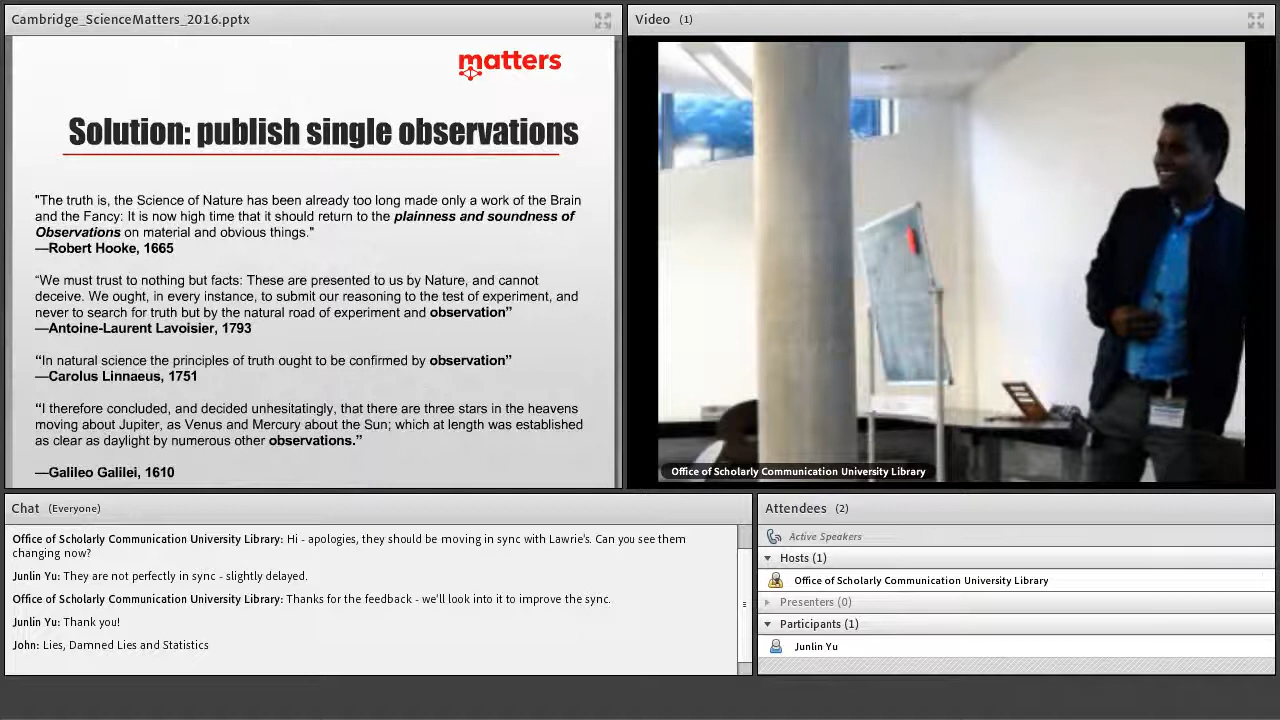 Cambridge_ScienceMatters_2016.pptx
matters
Solution: publish single observations
"The truth is, the Science of Nature has been already too long made only a work of the Brain
and the Fancy: It is now high time that it should return to the plainness and soundness of
Observations on material and obvious things."
—Robert Hooke, 1665
“We must trust to nothing but facts: These are presented to us by Nature, and cannot
deceive. We ought, in every instance, to submit our reasoning to the test of experiment, and
never to search for truth but by the natural road of experiment and observation”
—Antoine-Laurent Lavoisier, 1793
“In natural science the principles of truth ought to be confirmed by observation”
—Carolus Linnaeus, 1751
“I therefore concluded, and decided unhesitatingly, that there are three stars in the heavens
moving about Jupiter, as Venus and Mercury about the Sun; which at length was established
as clear as daylight by numerous other observations.”
—Galileo Galilei, 1610
Video (1)
Office of Scholarly Communication University Library
Chat (Everyone)
Office of Scholarly Communication University Library: Hi - apologies, they should be moving in sync with Lawrie's. Can you see them
changing now?
Junlin Yu: They are not perfectly in sync - slightly delayed.
Office of Scholarly Communication University Library: Thanks for the feedback - we'll look into it to improve the sync.
Junlin Yu: Thank you!
John: Lies, Damned Lies and Statistics
Attendees (2)
Active Speakers
Hosts (1)
Office of Scholarly Communication University Library
Presenters (0)
Participants (1)
Junlin Yu